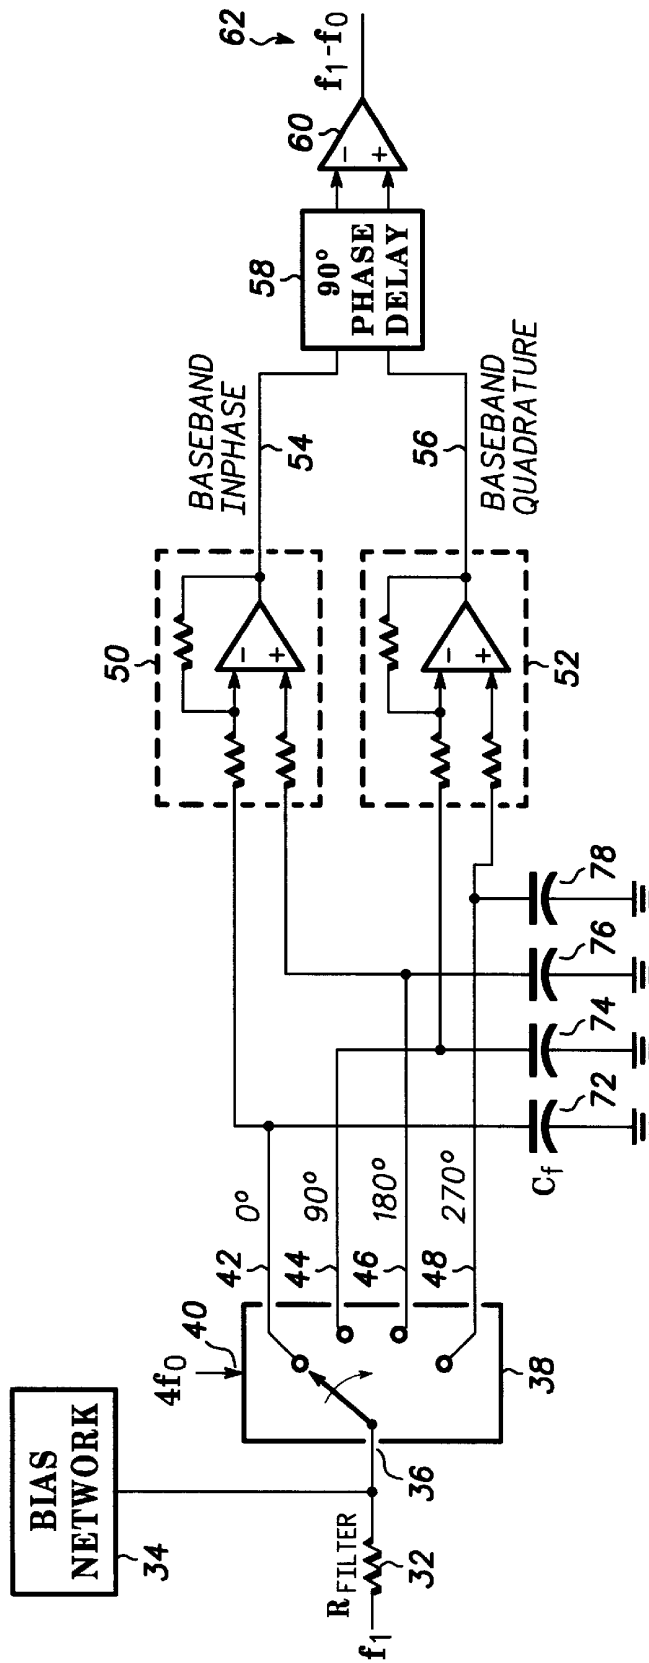 BIAS
NETWORK
34
R FILTER
32
f1
36
4f0
40
38
42
0°
44
90°
46
180°
48
270°
Cf
72
74
76
78
50
−
+
52
−
+
BASEBAND
INPHASE
54
56
BASEBAND
QUADRATURE
58
90°
PHASE
DELAY
60
−
+
f1-f0
62